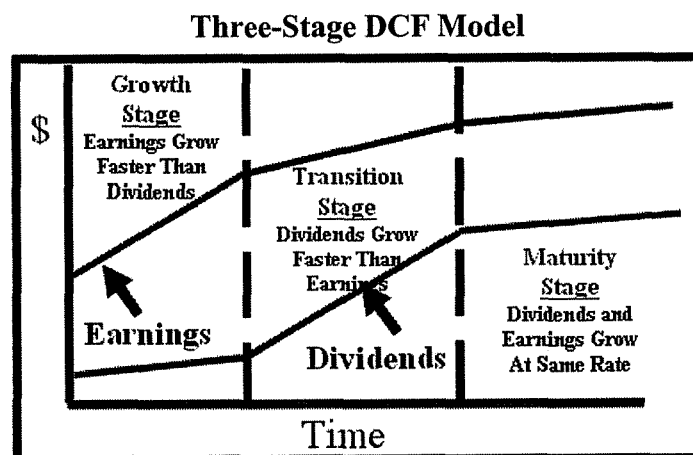 Three-Stage DCF Model
$
Growth
Stage
Earnings Grow
Faster Than
Dividends
Earnings
Transition
Stage
Dividends Grow
Faster Than
Earnings
Dividends
Maturity
Stage
Dividends and
Earnings Grow
At Same Rate
Time